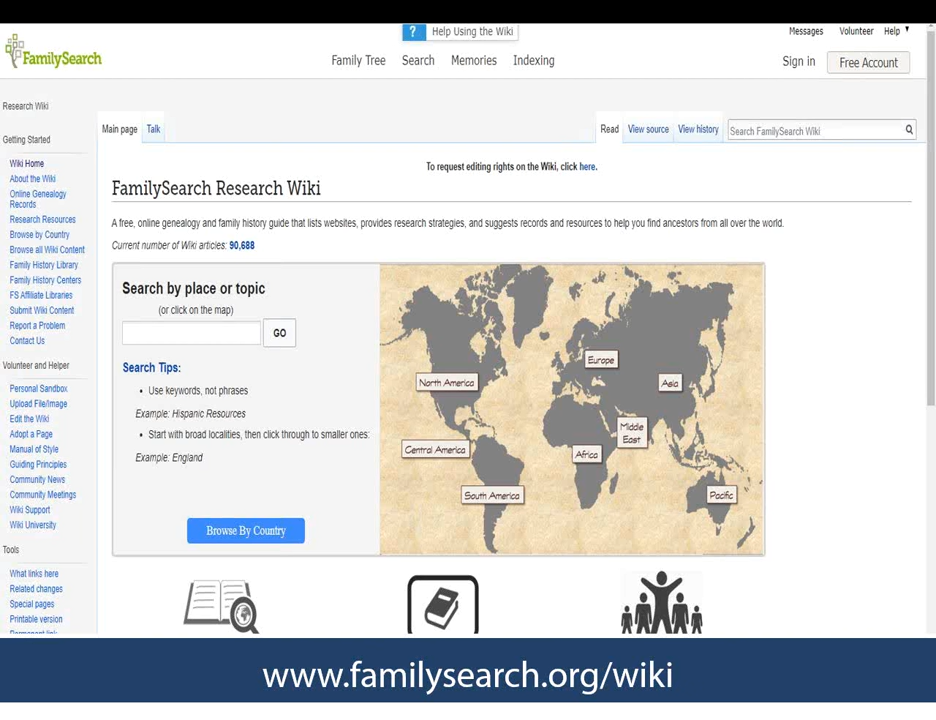 ? Help Using the Wiki
Messages Volunteer Help
FamilySearch
Family Tree Search Memories Indexing
Sign in Free Account
Research Wiki
Getting Started
Wiki Home
About the Wiki
Online Genealogy
Records
Research Resources
Browse by Country
Browse all Wiki Content
Family History Library
Family History Centers
FS Affiliate Libraries
Submit Wiki Content
Report a Problem
Contact Us
Volunteer and Helper
Personal Sandbox
Upload File/Image
Edit the Wiki
Adopt a Page
Manual of Style
Guiding Principles
Community News
Community Meetings
Wiki Support
Wiki University
Tools
What links here
Related changes
Special pages
Printable version
Permanent link
Main page Talk
Read View source View history Search FamilySearch Wiki
To request editing rights on the Wiki, click here.
FamilySearch Research Wiki
A free, online genealogy and family history guide that lists websites, provides research strategies, and suggests records and resources to help you find ancestors from all over the world.
Current number of Wiki articles: 90,688
Search by place or topic
(or click on the map)
GO
Search Tips:
• Use keywords, not phrases
Example: Hispanic Resources
• Start with broad localities, then click through to smaller ones:
Example: England
Browse By Country
North America
Europe
Asia
Central America
Africa
Middle
East
South America
Pacific
www.familysearch.org/wiki